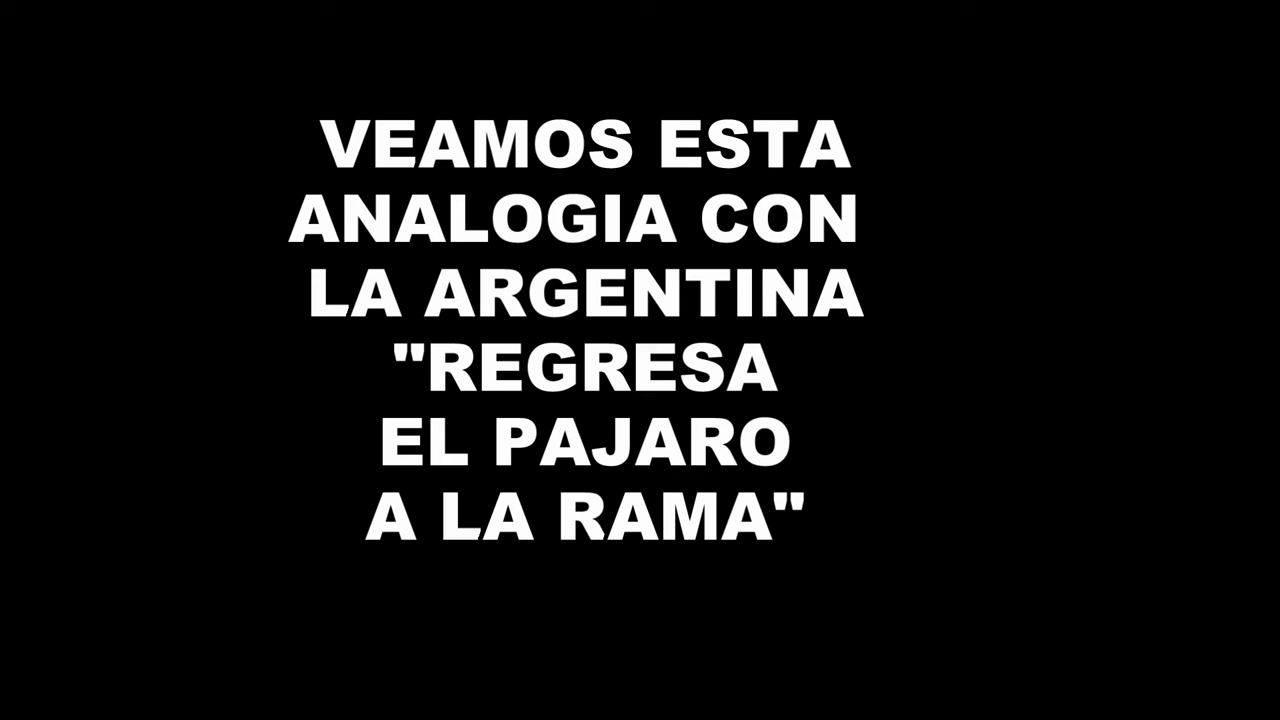 VEAMOS ESTA
ANALOGIA CON
LA ARGENTINA
"REGRESA
EL PAJARO
A LA RAMA"